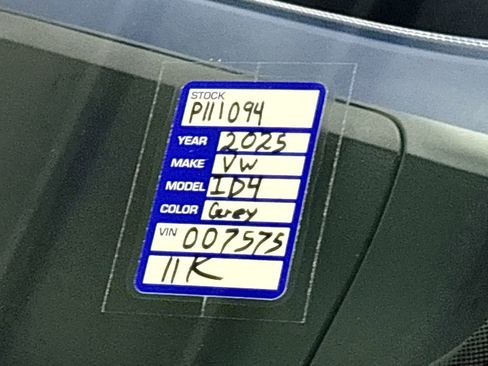 STOCK
P111094
YEAR 2025
MAKE VW
MODEL ID4
COLOR Grey
VIN 007575
11K